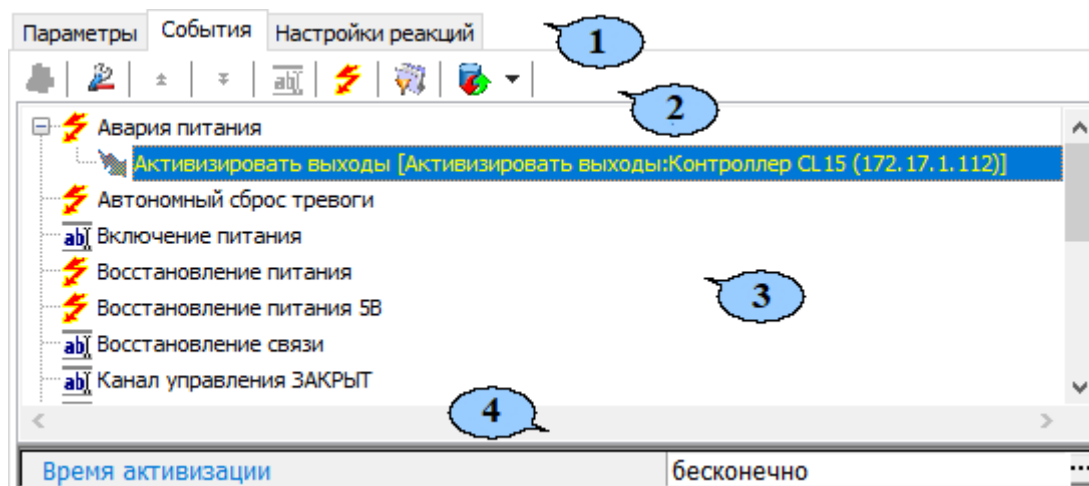 Параметры События Настройки реакций
1
2
Авария питания
Активизировать выходы [Активизировать выходы:Контроллер CL15 (172.17.1.112)]
Автономный сброс тревоги
Включение питания
Восстановление питания
3
Восстановление питания 5В
Восстановление связи
Канал управления ЗАКРЫТ
4
Время активизации бесконечно ...